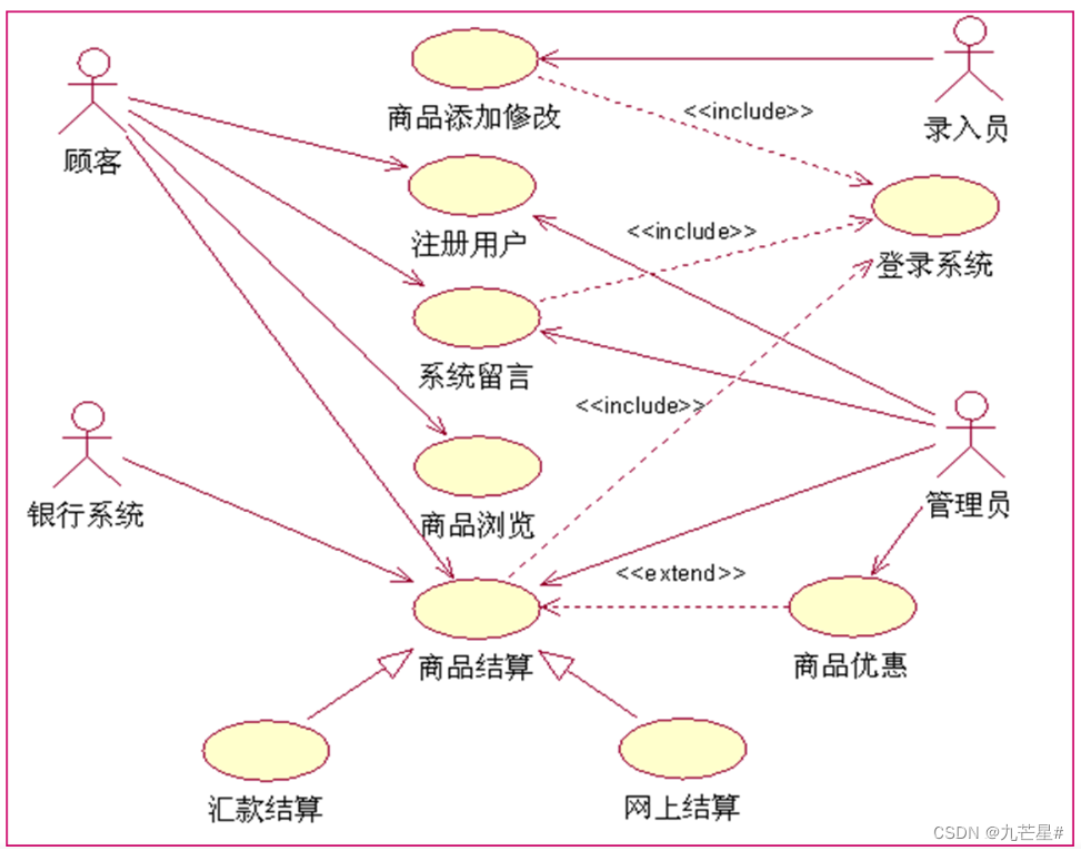 商品添加修改
<<include>>
录入员
顾客
注册用户
<<include>>
登录系统
系统留言
<<include>>
银行系统
商品浏览
管理员
<<extend>>
商品结算
商品优惠
汇款结算
网上结算
CSDN @九芒星#